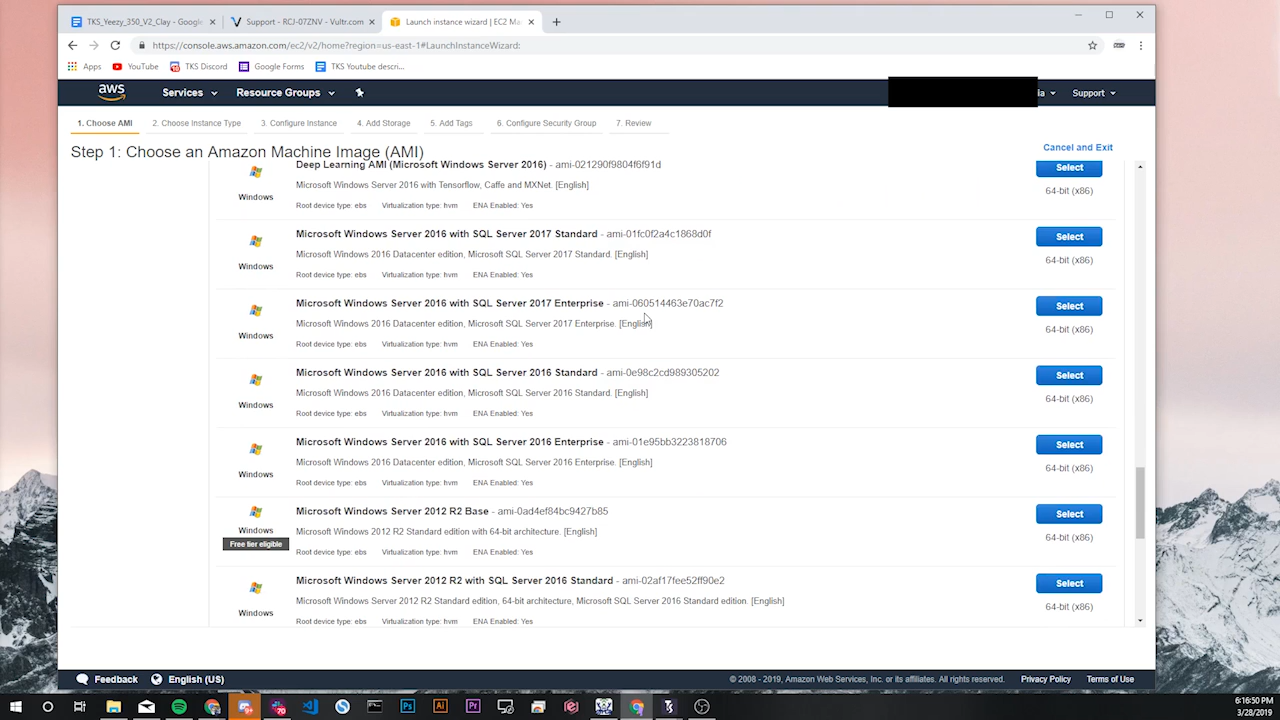 TKS_Yeezy_350_V2_Clay - Google
Support - RCJ-07ZNV - Vultr.com
Launch instance wizard | EC2 Ma
https://console.aws.amazon.com/ec2/v2/home?region=us-east-1#LaunchInstanceWizard:
Apps YouTube TKS Discord Google Forms TKS Youtube descri...
aws Services Resource Groups ia Support
1. Choose AMI 2. Choose Instance Type 3. Configure Instance 4. Add Storage 5. Add Tags 6. Configure Security Group 7. Review
Step 1: Choose an Amazon Machine Image (AMI) Cancel and Exit
Deep Learning AMI (Microsoft Windows Server 2016) - ami-021290f9804f6f91d Select
Microsoft Windows Server 2016 with Tensorflow, Caffe and MXNet. [English] 64-bit (x86)
Windows
Root device type: ebs Virtualization type: hvm ENA Enabled: Yes
Microsoft Windows Server 2016 with SQL Server 2017 Standard - ami-01fc0f2a4c1868d0f Select
Microsoft Windows 2016 Datacenter edition, Microsoft SQL Server 2017 Standard. [English] 64-bit (x86)
Windows
Root device type: ebs Virtualization type: hvm ENA Enabled: Yes
Microsoft Windows Server 2016 with SQL Server 2017 Enterprise - ami-060514463e70ac7f2 Select
Microsoft Windows 2016 Datacenter edition, Microsoft SQL Server 2017 Enterprise. [English] 64-bit (x86)
Windows
Root device type: ebs Virtualization type: hvm ENA Enabled: Yes
Microsoft Windows Server 2016 with SQL Server 2016 Standard - ami-0e98c2cd989305202 Select
Microsoft Windows 2016 Datacenter edition, Microsoft SQL Server 2016 Standard. [English] 64-bit (x86)
Windows
Root device type: ebs Virtualization type: hvm ENA Enabled: Yes
Microsoft Windows Server 2016 with SQL Server 2016 Enterprise - ami-01e95bb3223818706 Select
Microsoft Windows 2016 Datacenter edition, Microsoft SQL Server 2016 Enterprise. [English] 64-bit (x86)
Windows
Root device type: ebs Virtualization type: hvm ENA Enabled: Yes
Microsoft Windows Server 2012 R2 Base - ami-0ad4ef84bc9427b85 Select
Windows Microsoft Windows 2012 R2 Standard edition with 64-bit architecture. [English] 64-bit (x86)
Free tier eligible
Root device type: ebs Virtualization type: hvm ENA Enabled: Yes
Microsoft Windows Server 2012 R2 with SQL Server 2016 Standard - ami-02af17fee52ff90e2 Select
Microsoft Windows Server 2012 R2 Standard edition, 64-bit architecture, Microsoft SQL Server 2016 Standard edition. [English] 64-bit (x86)
Windows
Root device type: ebs Virtualization type: hvm ENA Enabled: Yes
Feedback English (US) © 2008 - 2019, Amazon Web Services, Inc. or its affiliates. All rights reserved. Privacy Policy Terms of Use
6:16:50 PM
3/28/2019